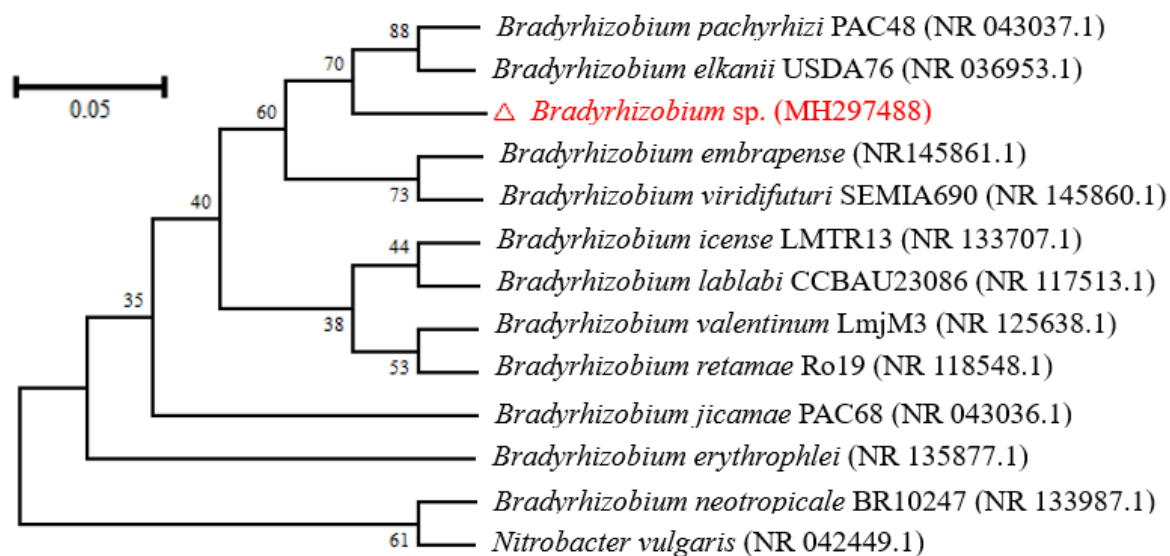 88
Bradyrhizobium pachyrhizi PAC48 (NR 043037.1)
70
Bradyrhizobium elkanii USDA76 (NR 036953.1)
0.05
60
△ Bradyrhizobium sp. (MH297488)
Bradyrhizobium embrapense (NR145861.1)
73
Bradyrhizobium viridifuturi SEMIA690 (NR 145860.1)
40
44
Bradyrhizobium icense LMTR13 (NR 133707.1)
Bradyrhizobium lablabi CCBAU23086 (NR 117513.1)
35
38
Bradyrhizobium valentinum LmjM3 (NR 125638.1)
53
Bradyrhizobium retamae Ro19 (NR 118548.1)
Bradyrhizobium jicamae PAC68 (NR 043036.1)
Bradyrhizobium erythrophlei (NR 135877.1)
Bradyrhizobium neotropicale BR10247 (NR 133987.1)
61
Nitrobacter vulgaris (NR 042449.1)